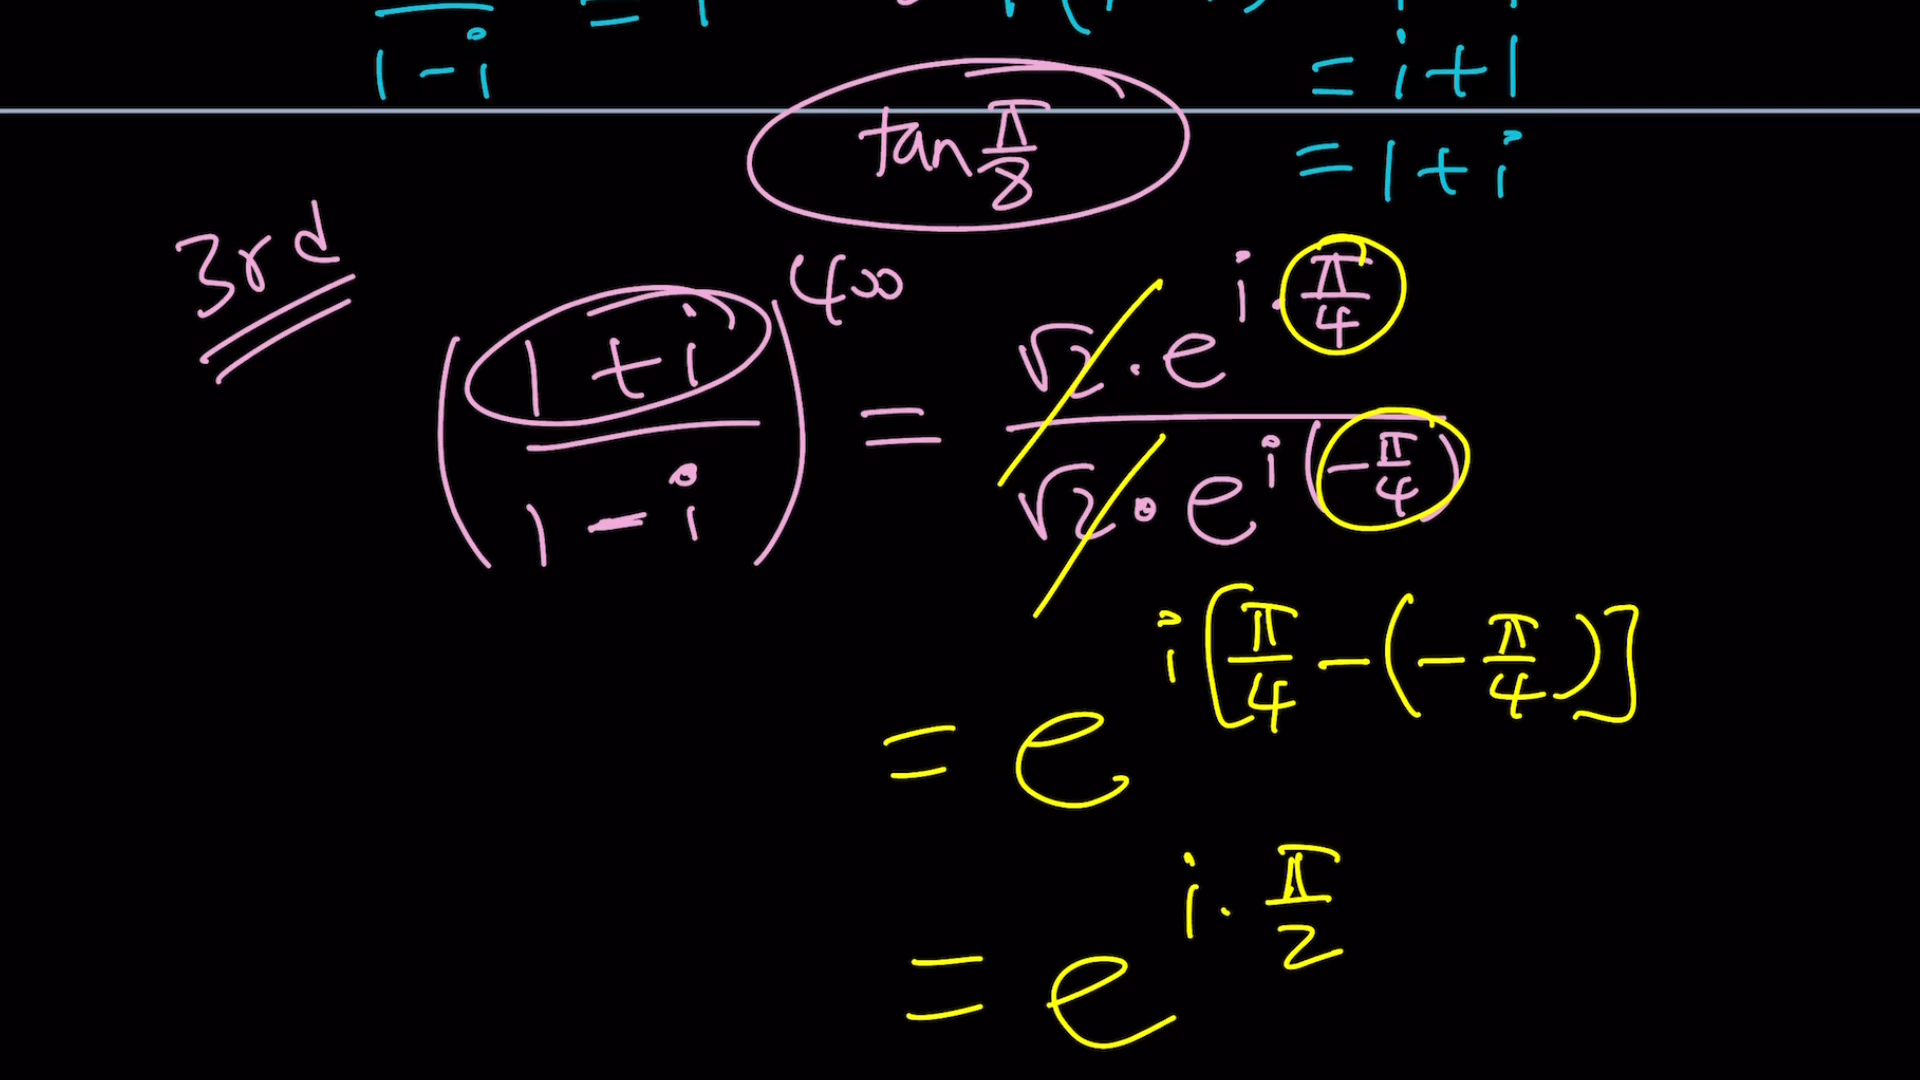 1-i
= i+1
tan π/8
= 1+i
3rd
((1+i)/(1-i))^400 = (√2 · e^(i · π/4))/(√2 · e^(i(-π/4)))
= e^(i[π/4-(-π/4)])
= e^(i · π/2)